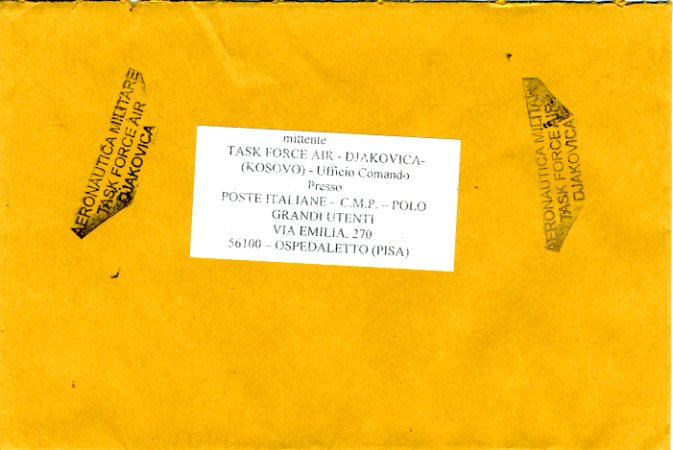 AERONAUTICA MILITARE
TASK FORCE AIR
DJAKOVICA
mittente
TASK FORCE AIR - DJAKOVICA-
(KOSOVO) - Ufficio Comando
Presso
POSTE ITALIANE – C.M.P. – POLO
GRANDI UTENTI
VIA EMILIA, 270
56100 – OSPEDALETTO (PISA)
AERONAUTICA MILITAR
TASK FORCE AIR
DJAKOVICA